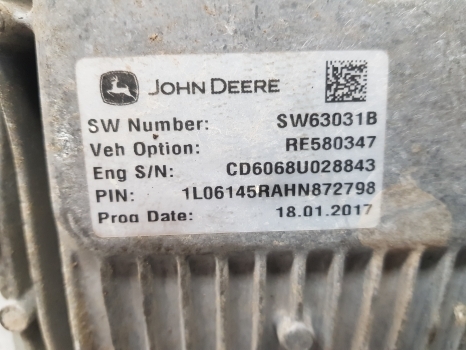 JOHN DEERE
SW Number: SW63031B
Veh Option: RE580347
Eng S/N: CD6068U028843
PIN: 1L06145RAHN872798
Prog Date: 18.01.2017